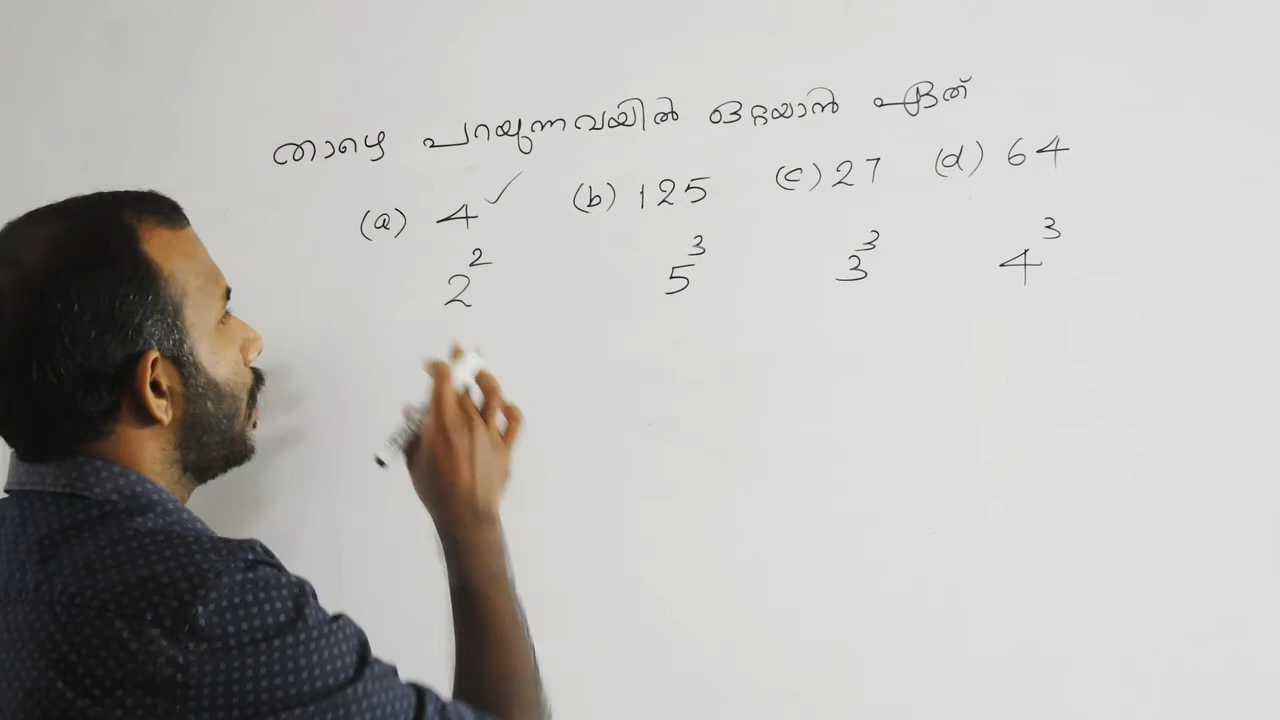 താഴെ പറയുന്നവയിൽ ഒറ്റയാൻ ഏത്
(a) 4 ✓ (b) 125 (c) 27 (d) 64
2² 5³ 3³ 4³